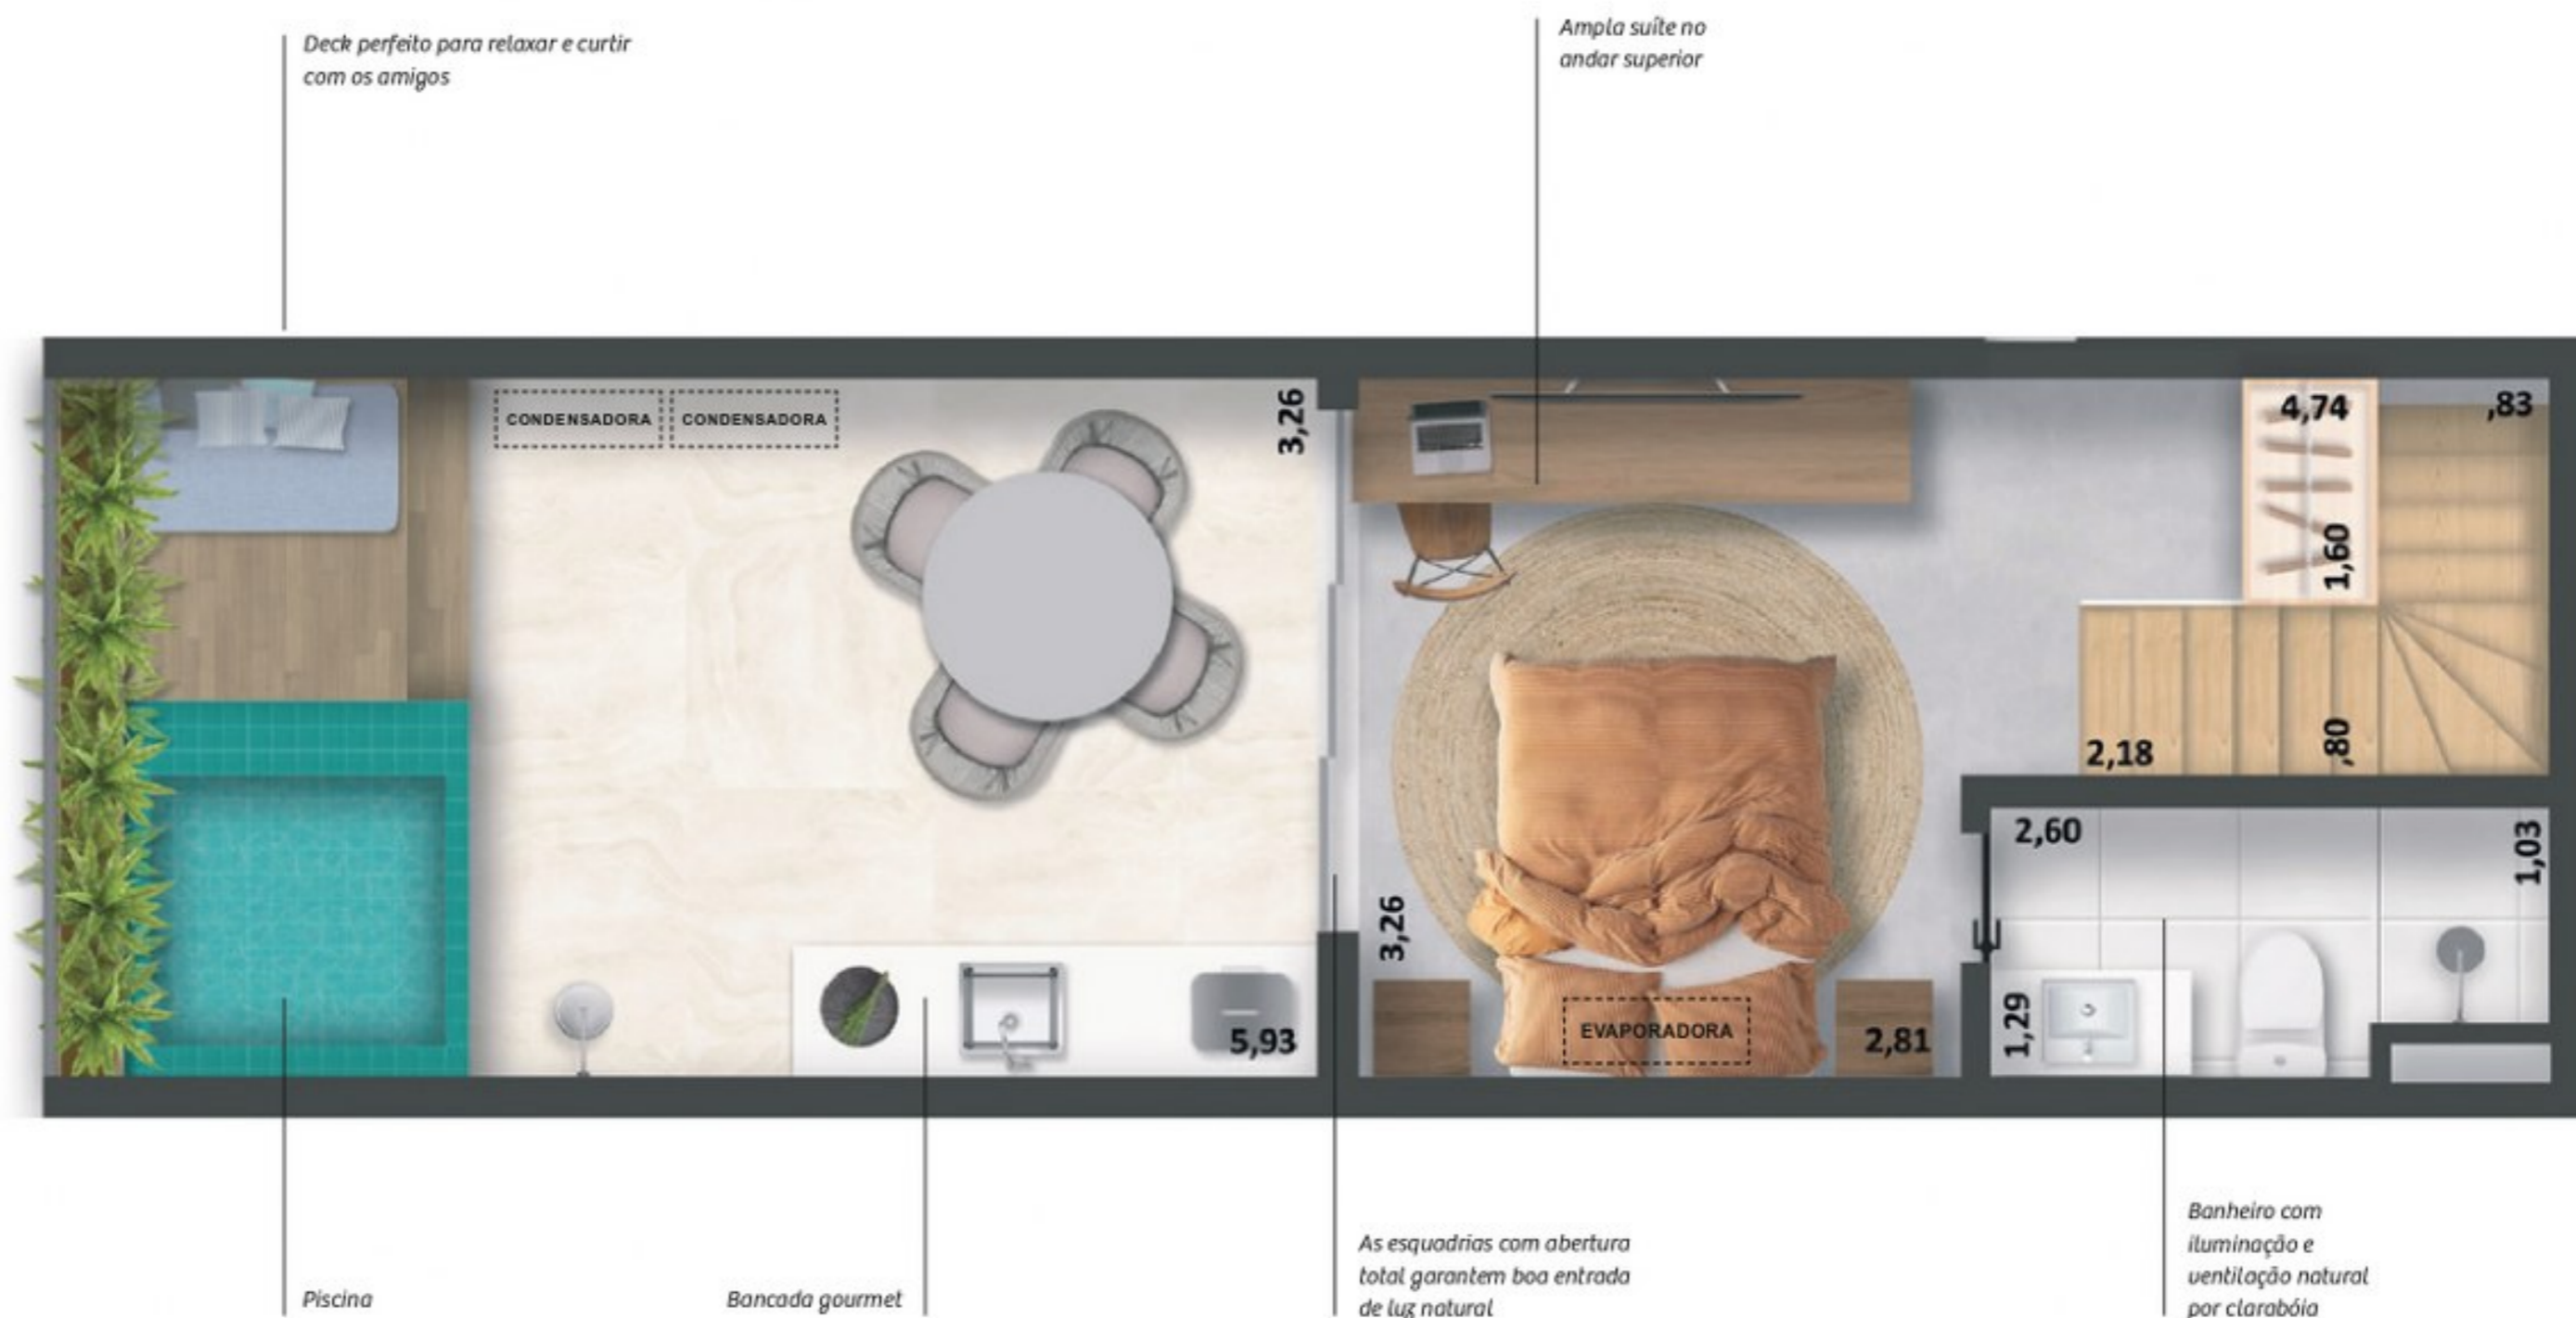 Deck perfeito para relaxar e curtir
com os amigos
Ampla suíte no
andar superior
CONDENSADORA
CONDENSADORA
3,26
4,74
,83
1,60
2,18
,80
2,60
1,03
3,26
1,29
EVAPORADORA
5,93
2,81
Piscina
Bancada gourmet
As esquadrias com abertura
total garantem boa entrada
de luz natural
Banheiro com
iluminação e
ventilação natural
por clarabóia